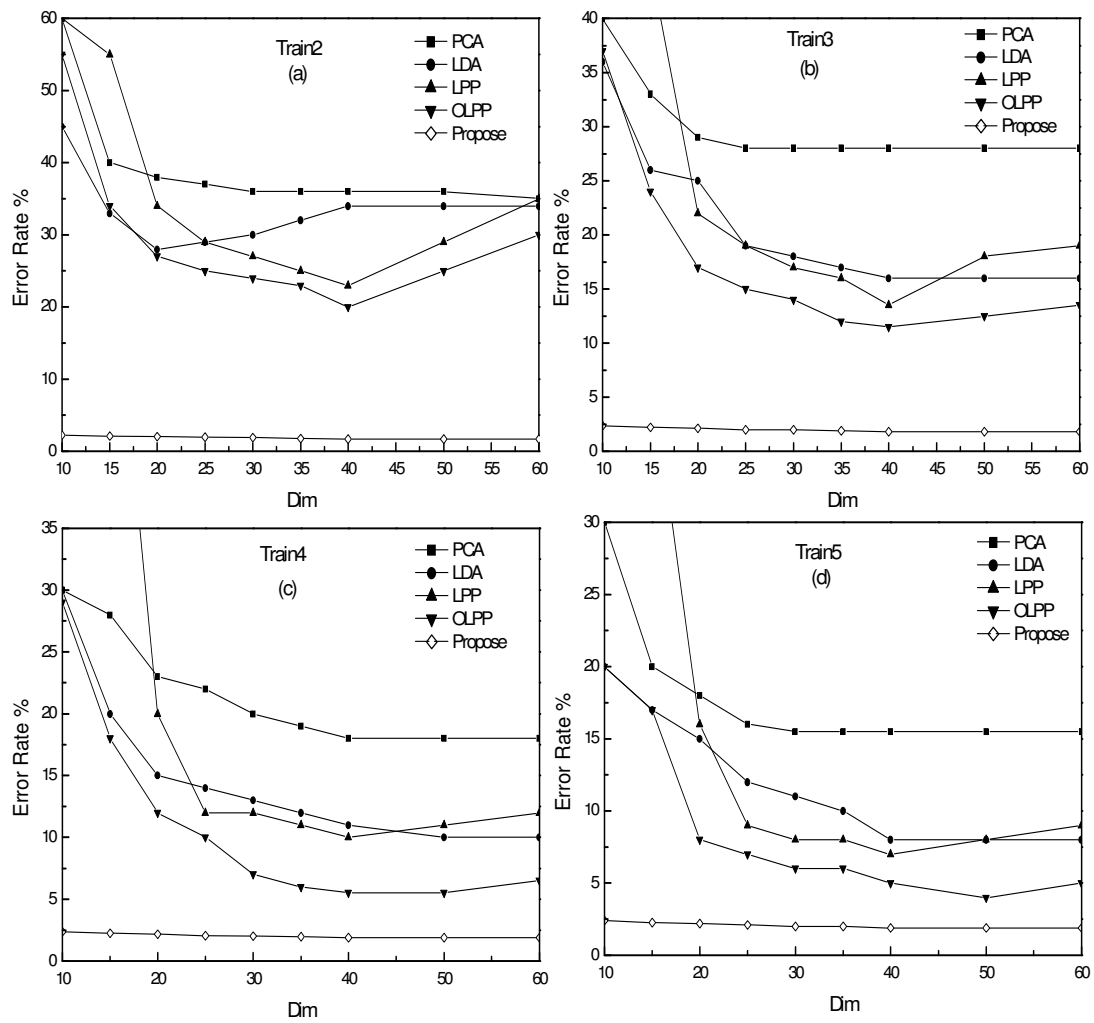 Train2
(a)
PCA
LDA
LPP
OLPP
Propose
Error Rate %
60
50
40
30
20
10
0
10 15 20 25 30 35 40 45 50 55 60
Dim
Train3
(b)
PCA
LDA
LPP
OLPP
Propose
Error Rate %
40
35
30
25
20
15
10
5
0
10 15 20 25 30 35 40 45 50 55 60
Dim
Train4
(c)
PCA
LDA
LPP
OLPP
Propose
Error Rate %
35
30
25
20
15
10
5
0
10 20 30 40 50 60
Dim
Train5
(d)
PCA
LDA
LPP
OLPP
Propose
Error Rate %
30
25
20
15
10
5
0
10 20 30 40 50 60
Dim